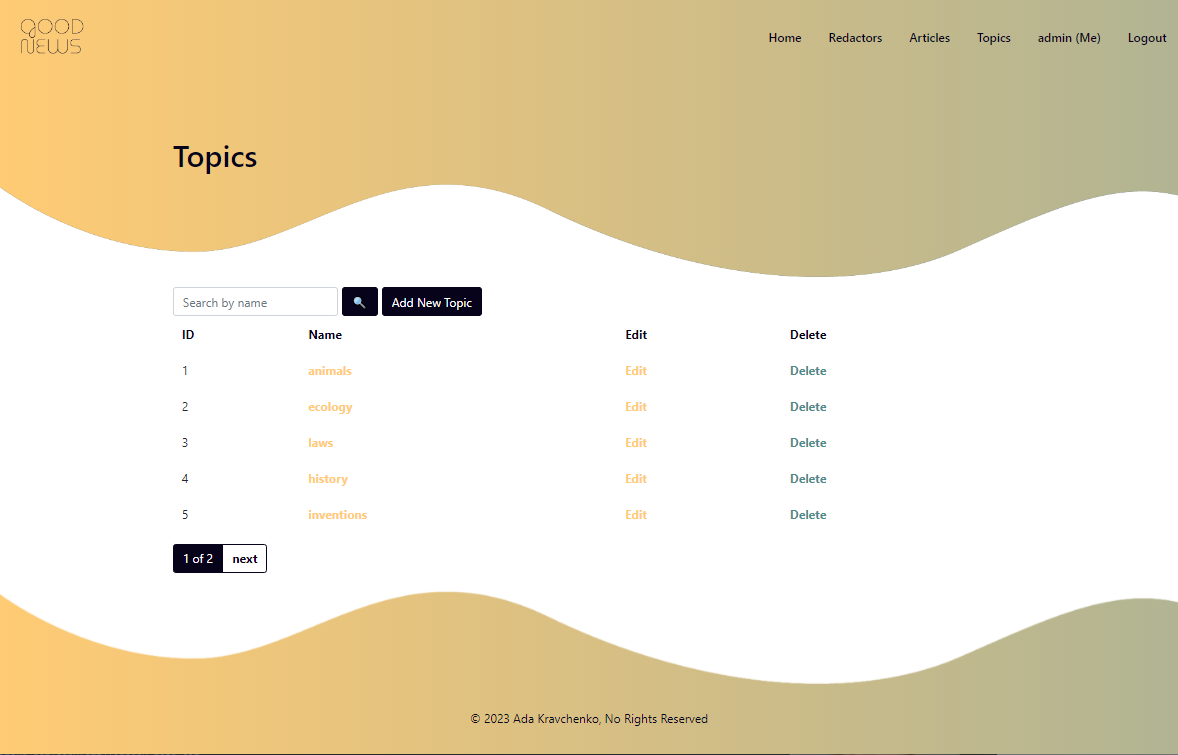 GOOD
NEWS
Home Redactors Articles Topics admin (Me) Logout
Topics
Search by name Add New Topic
ID Name Edit Delete
1 animals Edit Delete
2 ecology Edit Delete
3 laws Edit Delete
4 history Edit Delete
5 inventions Edit Delete
1 of 2 next
© 2023 Ada Kravchenko, No Rights Reserved